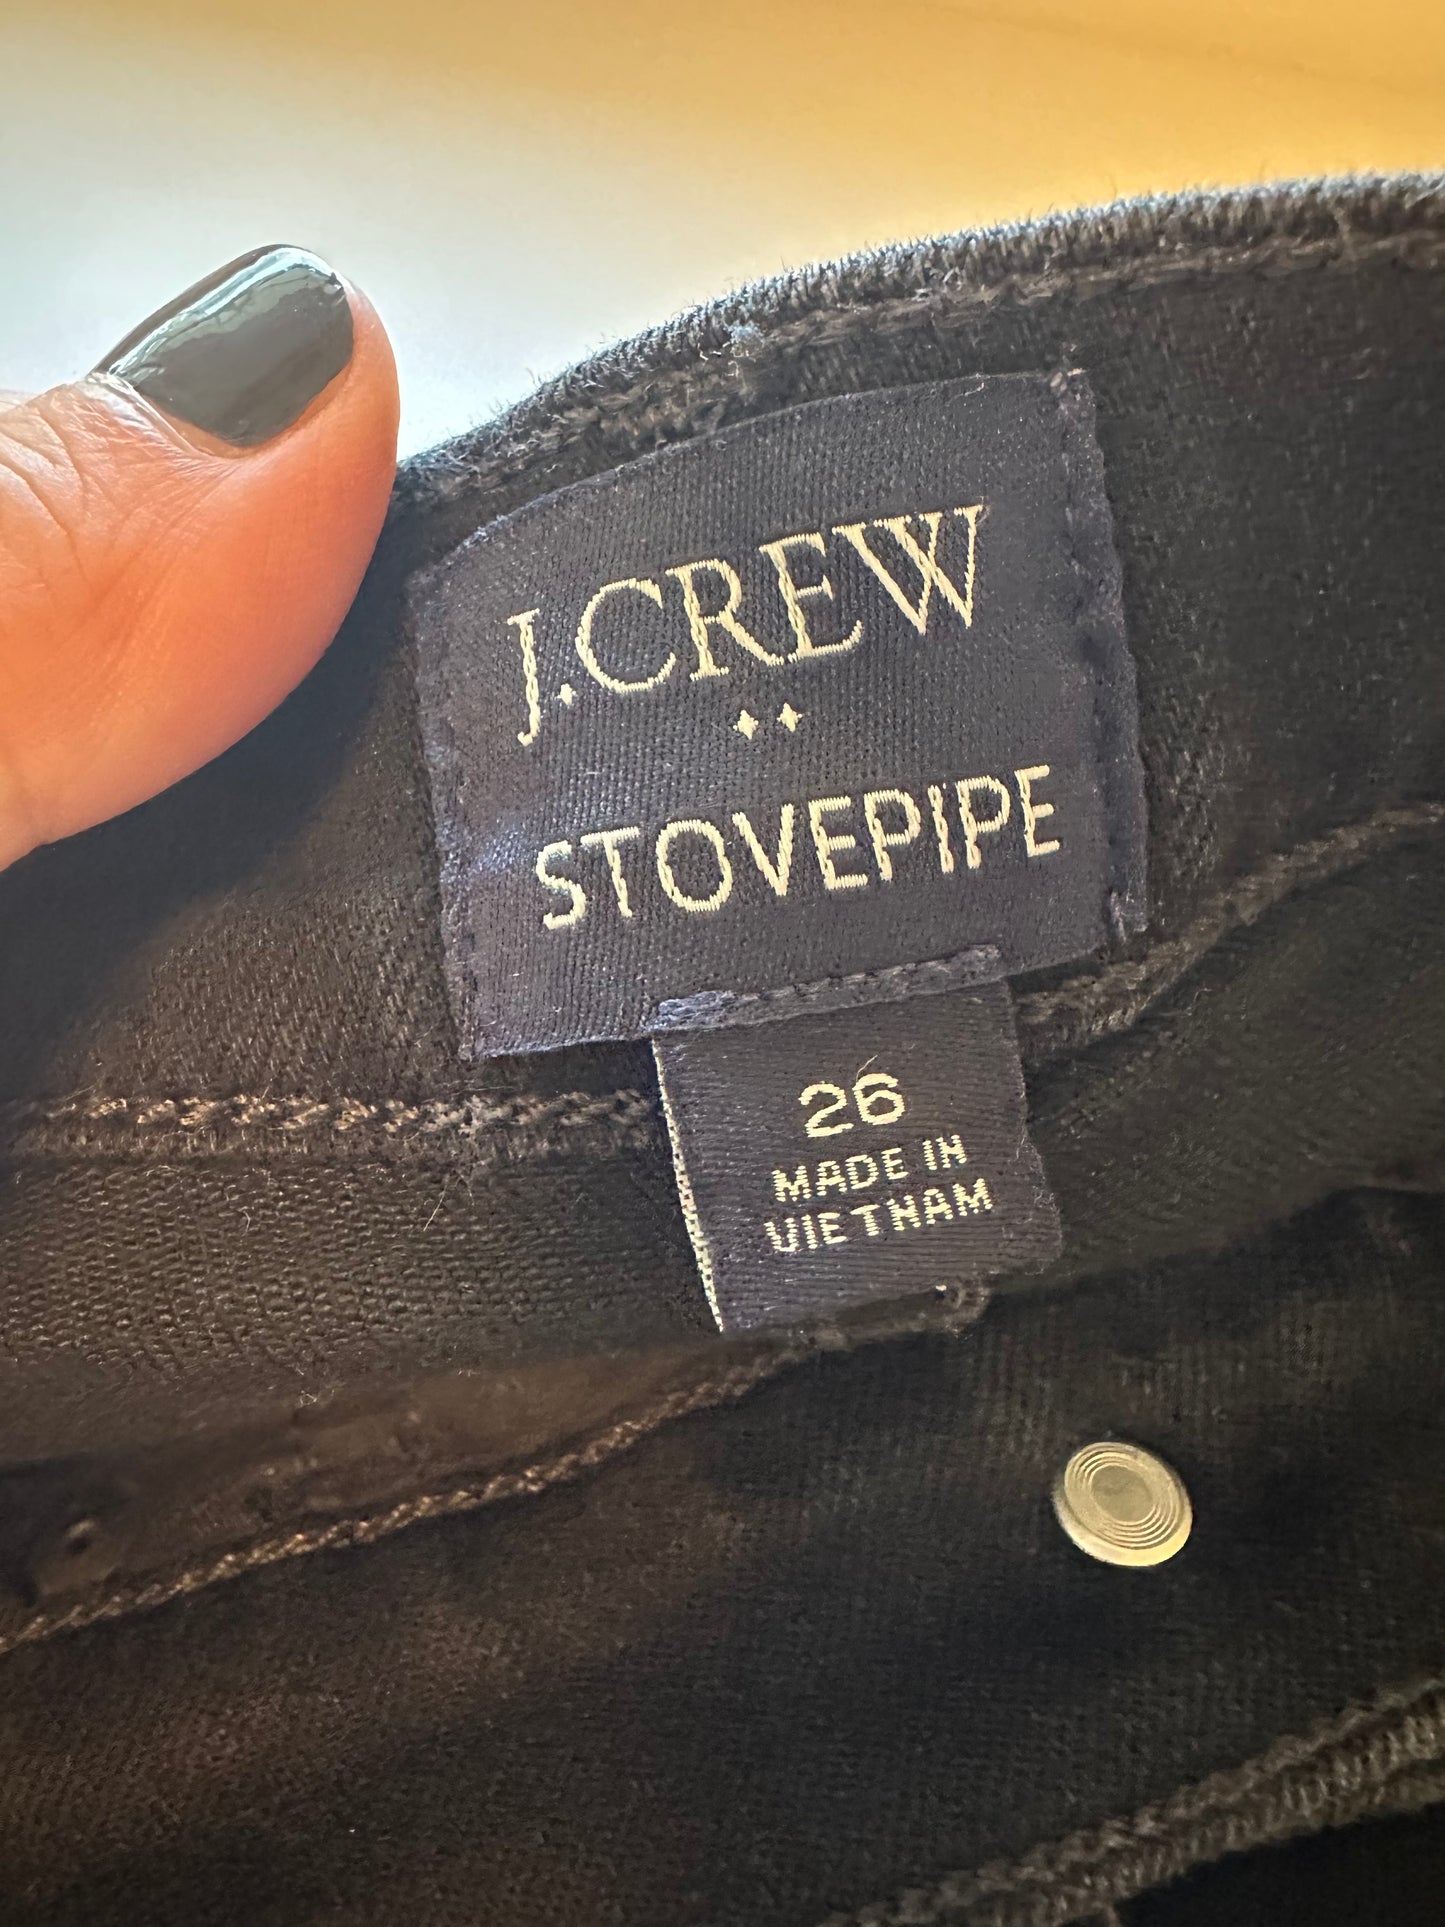 J.CREW
STOVEPIPE
26
MADE IN
VIETNAM